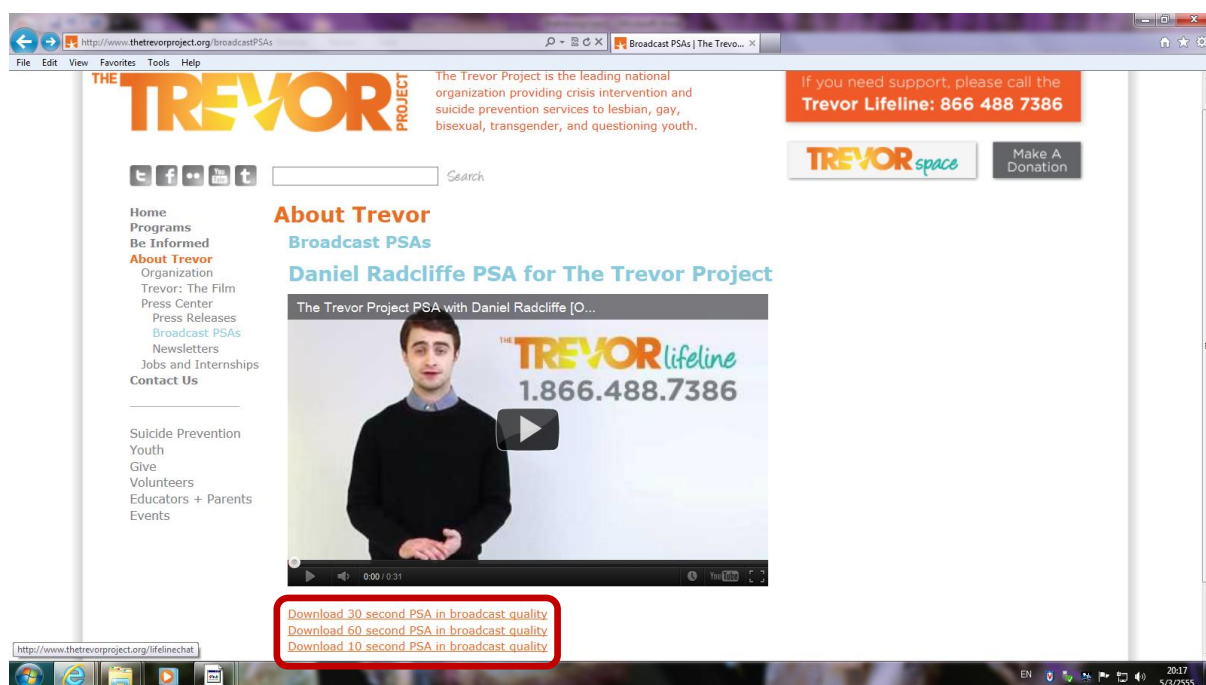 http://www.thetrevorproject.org/broadcastPSAs
Broadcast PSAs | The Trevo...
File Edit View Favorites Tools Help
THE TREVOR PROJECT
The Trevor Project is the leading national
organization providing crisis intervention and
suicide prevention services to lesbian, gay,
bisexual, transgender, and questioning youth.
If you need support, please call the
Trevor Lifeline: 866 488 7386
TREVOR space
Make A
Donation
Search
Home
Programs
Be Informed
About Trevor
Organization
Trevor: The Film
Press Center
Press Releases
Broadcast PSAs
Newsletters
Jobs and Internships
Contact Us
Suicide Prevention
Youth
Give
Volunteers
Educators + Parents
Events
About Trevor
Broadcast PSAs
Daniel Radcliffe PSA for The Trevor Project
The Trevor Project PSA with Daniel Radcliffe [O...
THE TREVOR lifeline
1.866.488.7386
0:00 / 0:31
YouTube
Download 30 second PSA in broadcast quality
Download 60 second PSA in broadcast quality
Download 10 second PSA in broadcast quality
http://www.thetrevorproject.org/lifelinechat
EN
20:17
5/3/2555